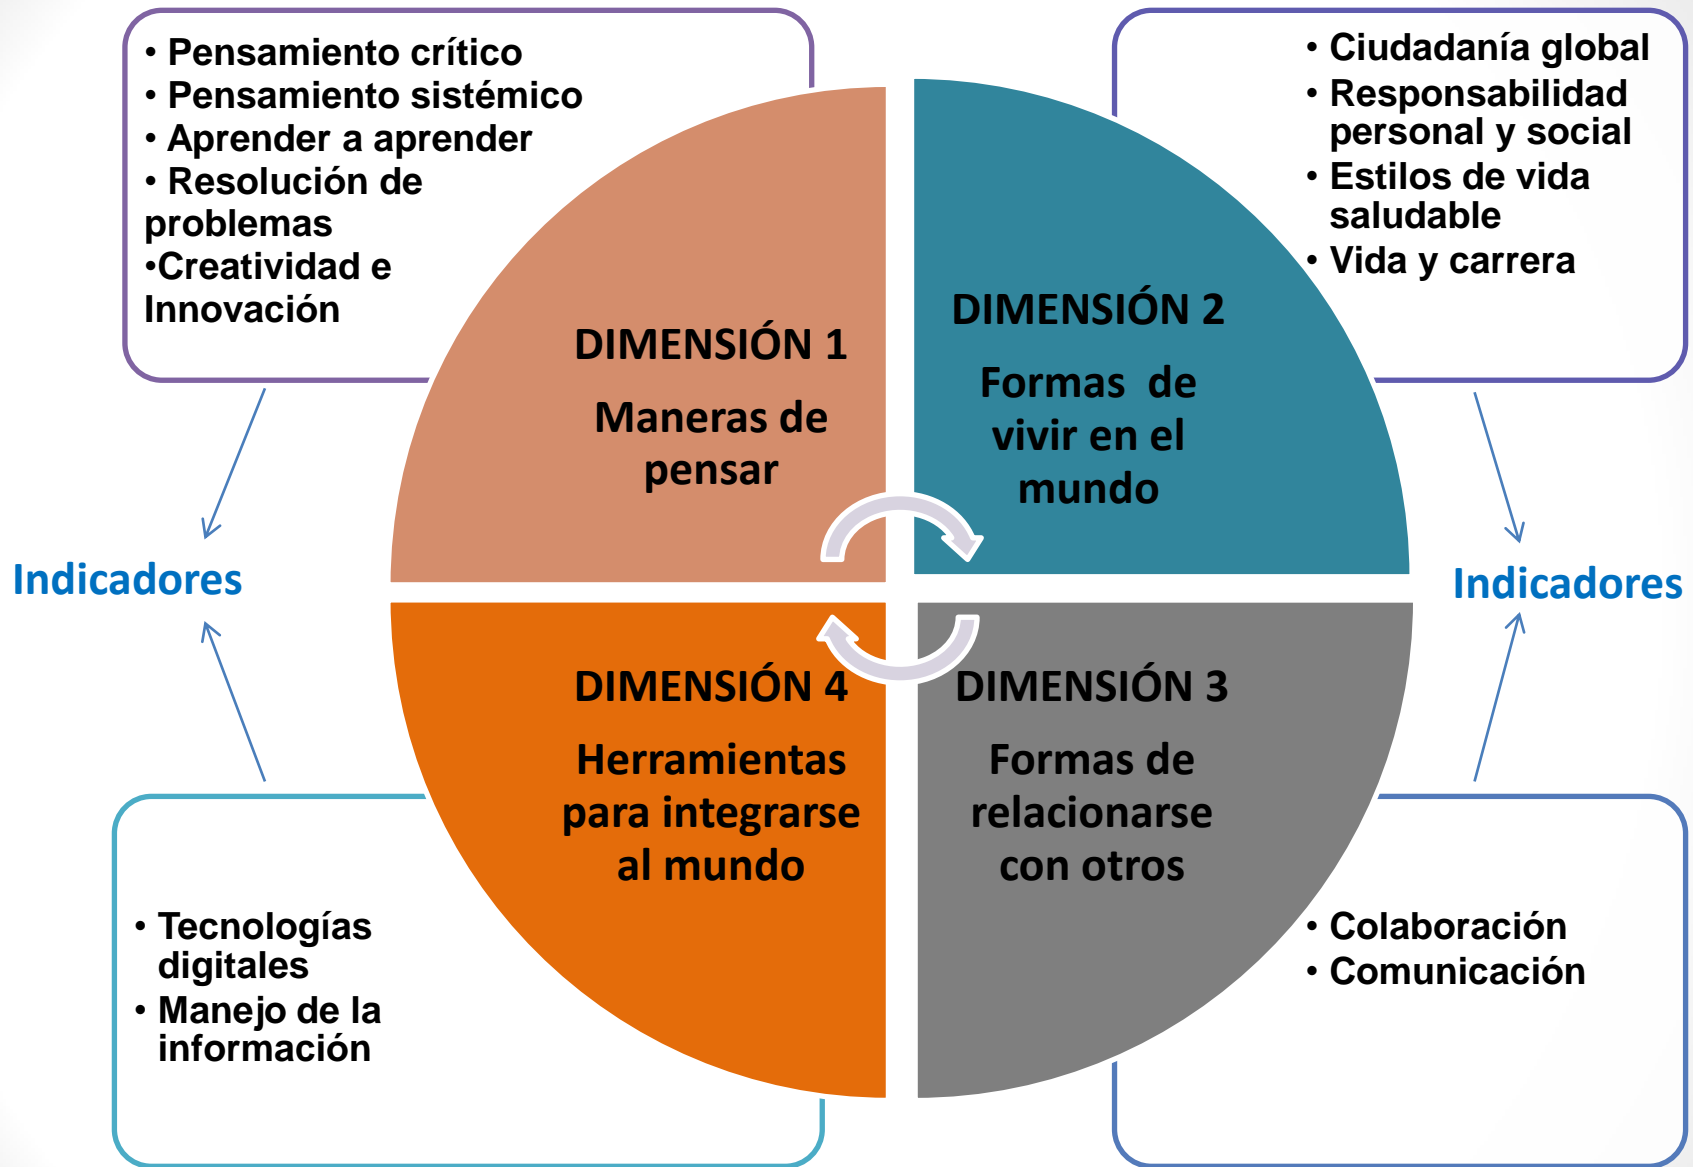 • Pensamiento crítico
• Pensamiento sistémico
• Aprender a aprender
• Resolución de
problemas
•Creatividad e
Innovación
• Ciudadanía global
• Responsabilidad
personal y social
• Estilos de vida
saludable
• Vida y carrera
DIMENSIÓN 1
Maneras de
pensar
DIMENSIÓN 2
Formas de
vivir en el
mundo
Indicadores
Indicadores
DIMENSIÓN 4
Herramientas
para integrarse
al mundo
DIMENSIÓN 3
Formas de
relacionarse
con otros
• Tecnologías
digitales
• Manejo de la
información
• Colaboración
• Comunicación